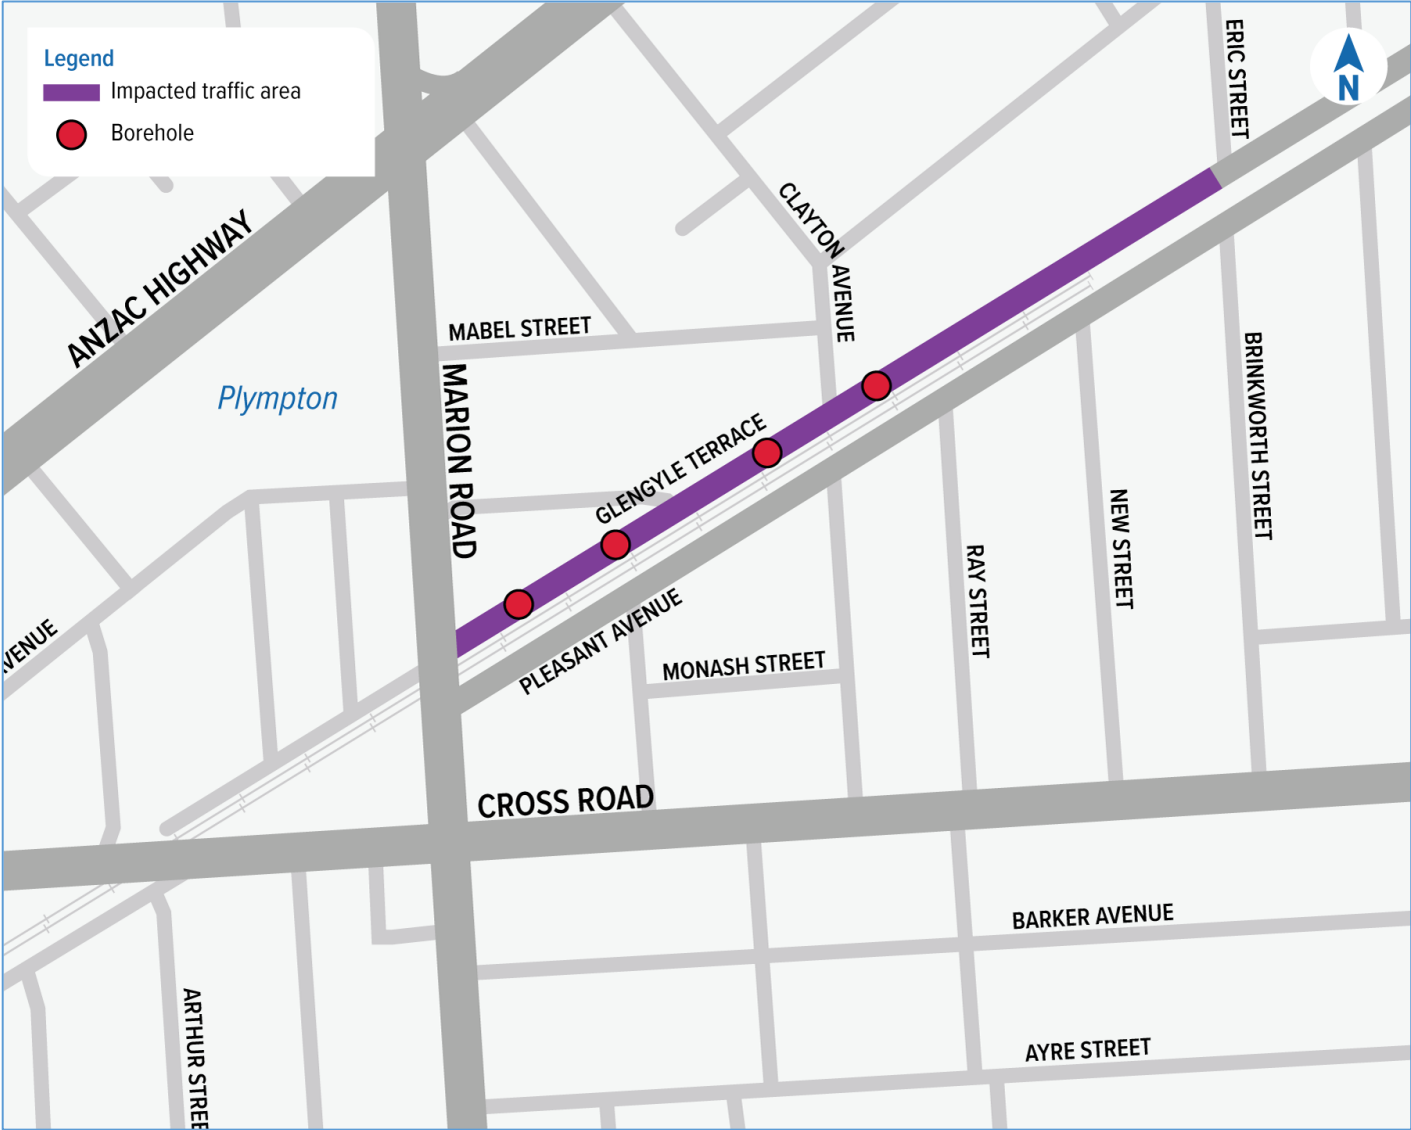 Legend
Impacted traffic area
Borehole
N
ERIC STREET
ANZAC HIGHWAY
CLAYTON AVENUE
MABEL STREET
Plympton
MARION ROAD
GLENGYLE TERRACE
BRINKWORTH STREET
NEW STREET
RAY STREET
PLEASANT AVENUE
VENUE
MONASH STREET
CROSS ROAD
BARKER AVENUE
ARTHUR STREE
AYRE STREET